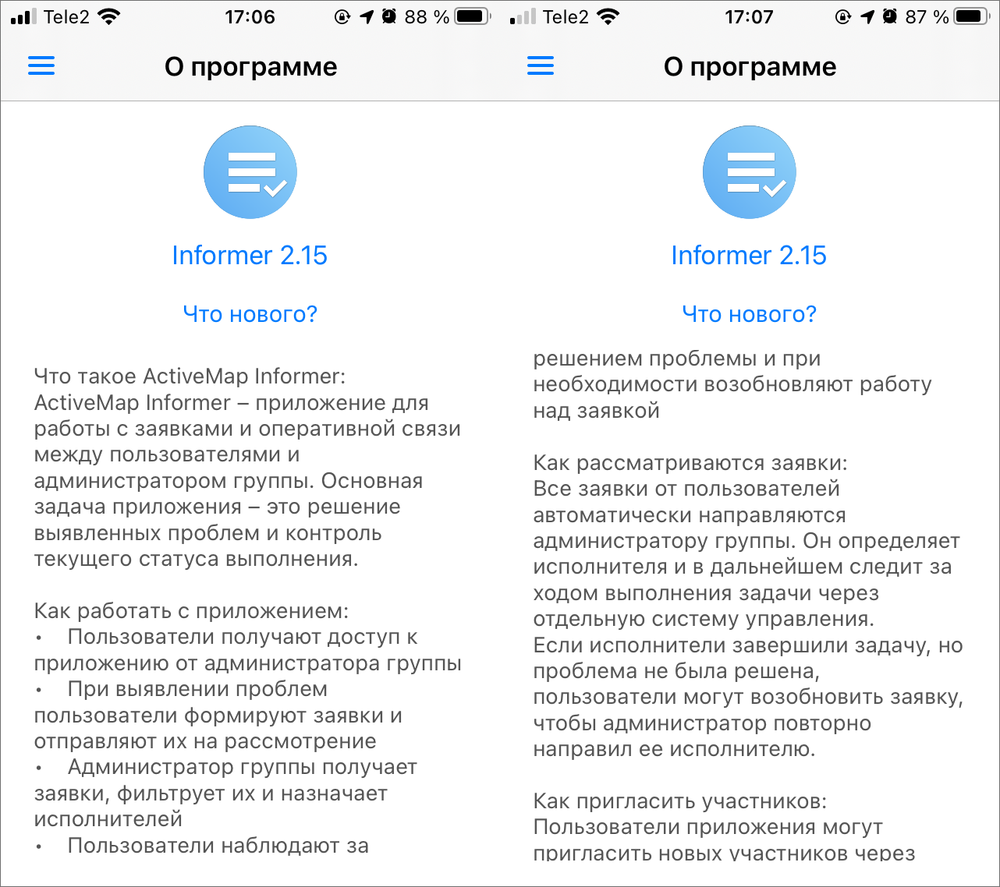 Tele2 17:06 88 %
О программе
Informer 2.15
Что нового?
Что такое ActiveMap Informer:
ActiveMap Informer – приложение для
работы с заявками и оперативной связи
между пользователями и
администратором группы. Основная
задача приложения – это решение
выявленных проблем и контроль
текущего статуса выполнения.
Как работать с приложением:
• Пользователи получают доступ к
приложению от администратора группы
• При выявлении проблем
пользователи формируют заявки и
отправляют их на рассмотрение
• Администратор группы получает
заявки, фильтрует их и назначает
исполнителей
• Пользователи наблюдают за
Tele2 17:07 87 %
О программе
Informer 2.15
Что нового?
решением проблемы и при
необходимости возобновляют работу
над заявкой
Как рассматриваются заявки:
Все заявки от пользователей
автоматически направляются
администратору группы. Он определяет
исполнителя и в дальнейшем следит за
ходом выполнения задачи через
отдельную систему управления.
Если исполнители завершили задачу, но
проблема не была решена,
пользователи могут возобновить заявку,
чтобы администратор повторно
направил ее исполнителю.
Как пригласить участников:
Пользователи приложения могут
пригласить новых участников через